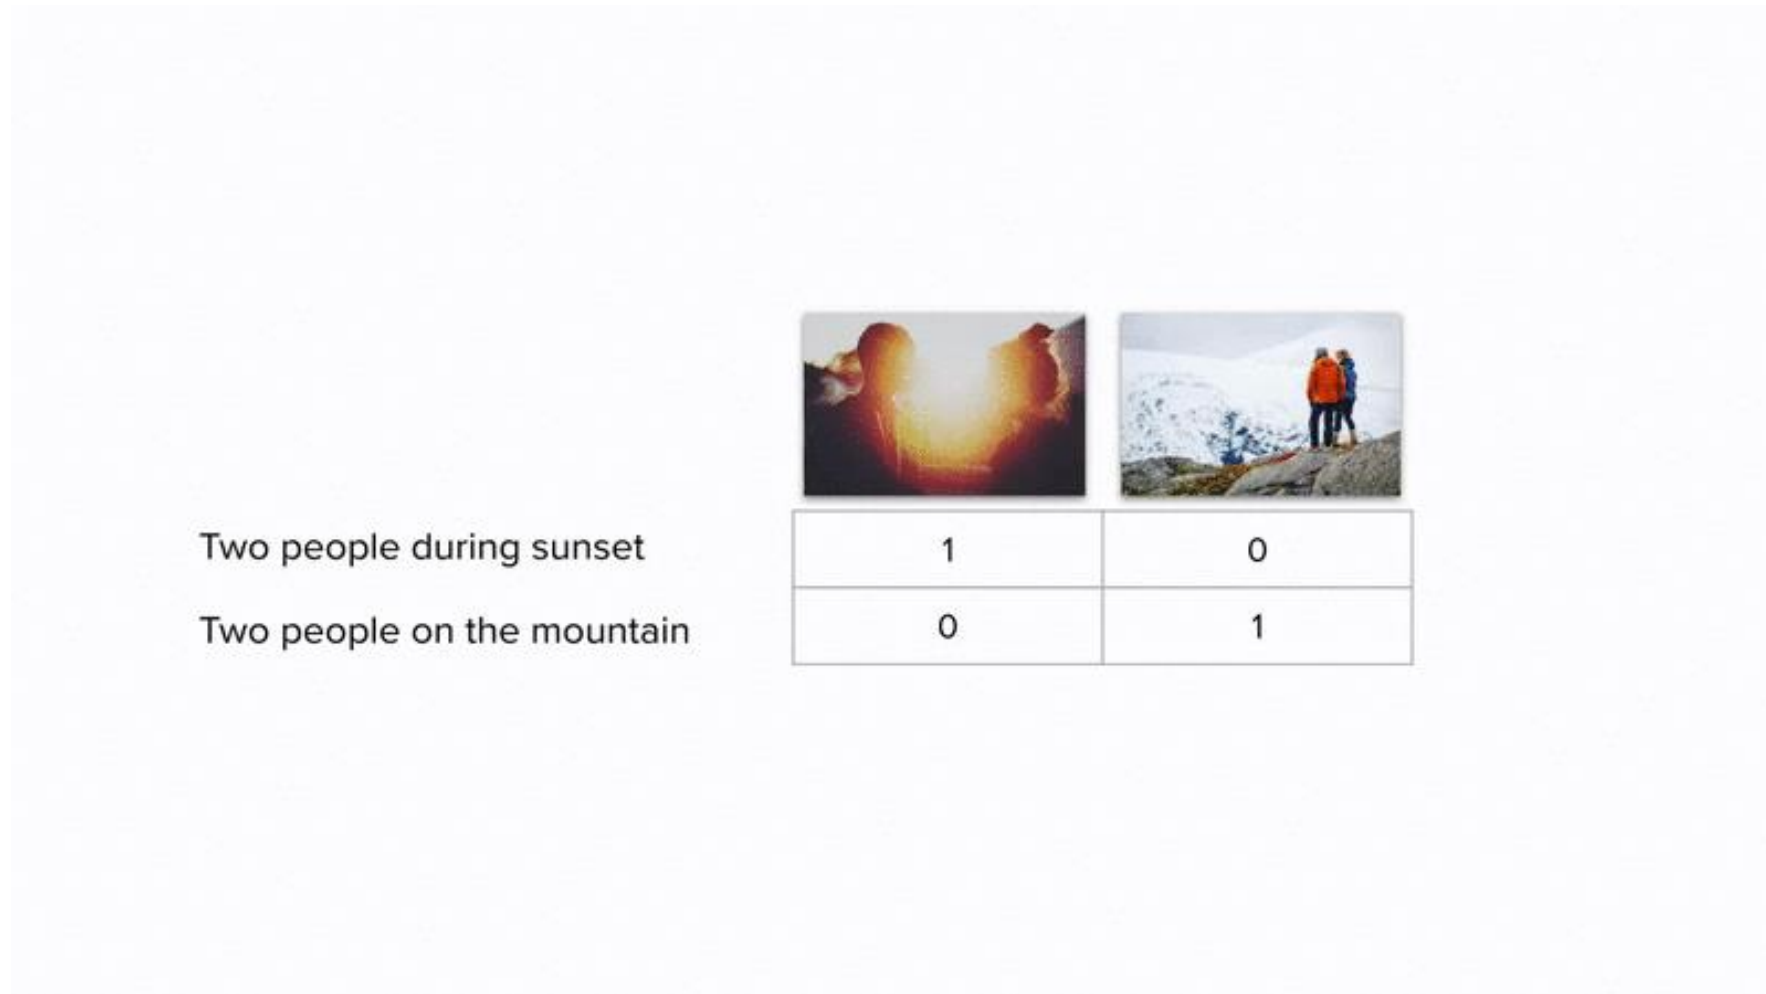 Two people during sunset 1 0
Two people on the mountain 0 1